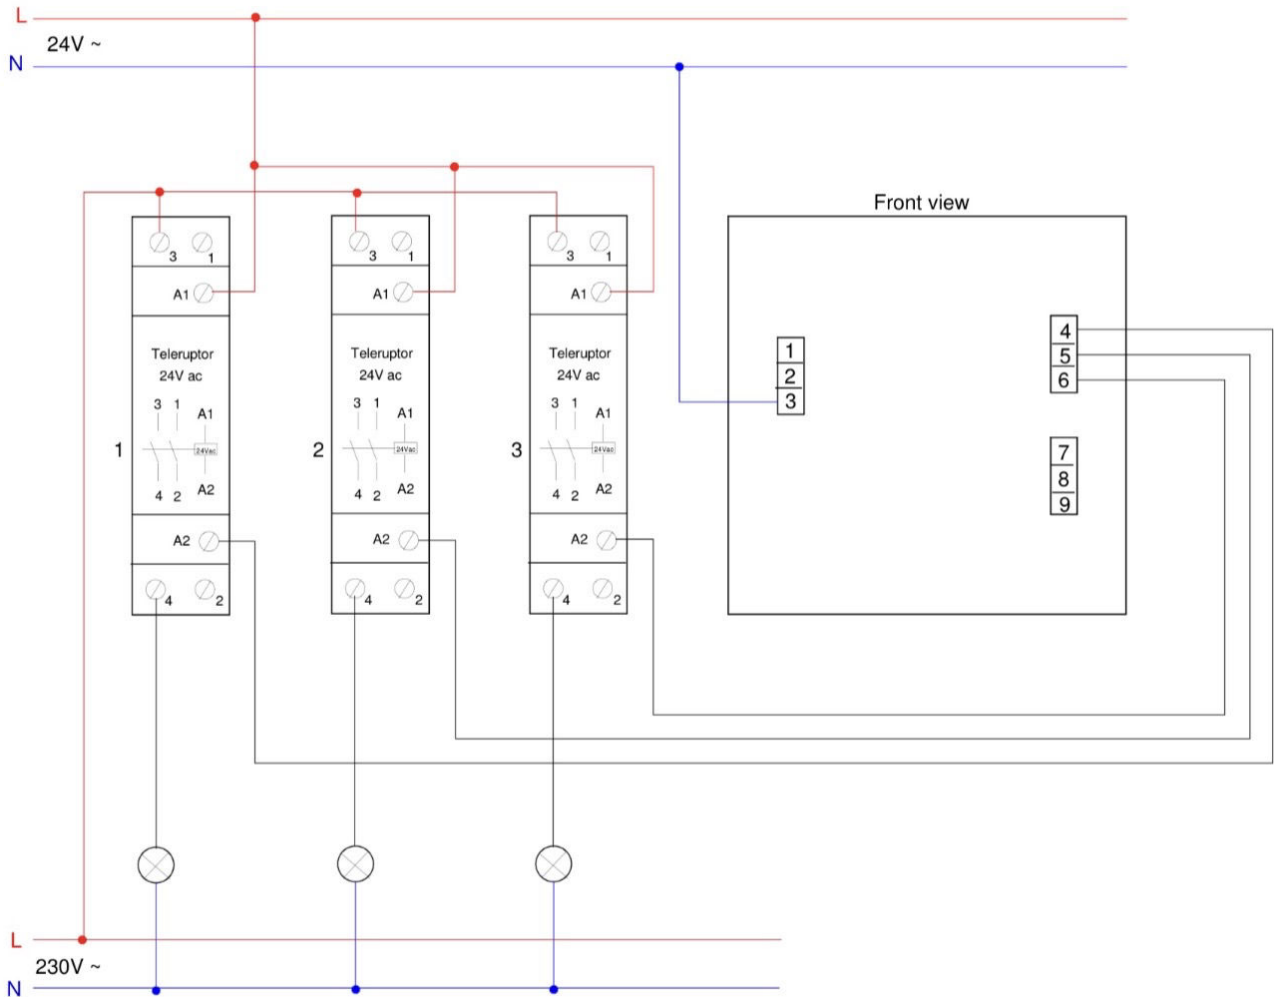 L
24V ~
N
Front view
3 1
3 1
3 1
A1
A1
A1
Teleruptor
24V ac
Teleruptor
24V ac
Teleruptor
24V ac
3 1
A1
24Vac
4 2
A2
3 1
A1
24Vac
4 2
A2
3 1
A1
24Vac
4 2
A2
1
2
3
A2
A2
A2
4 2
4 2
4 2
1
2
3
4
5
6
7
8
9
L
230V ~
N